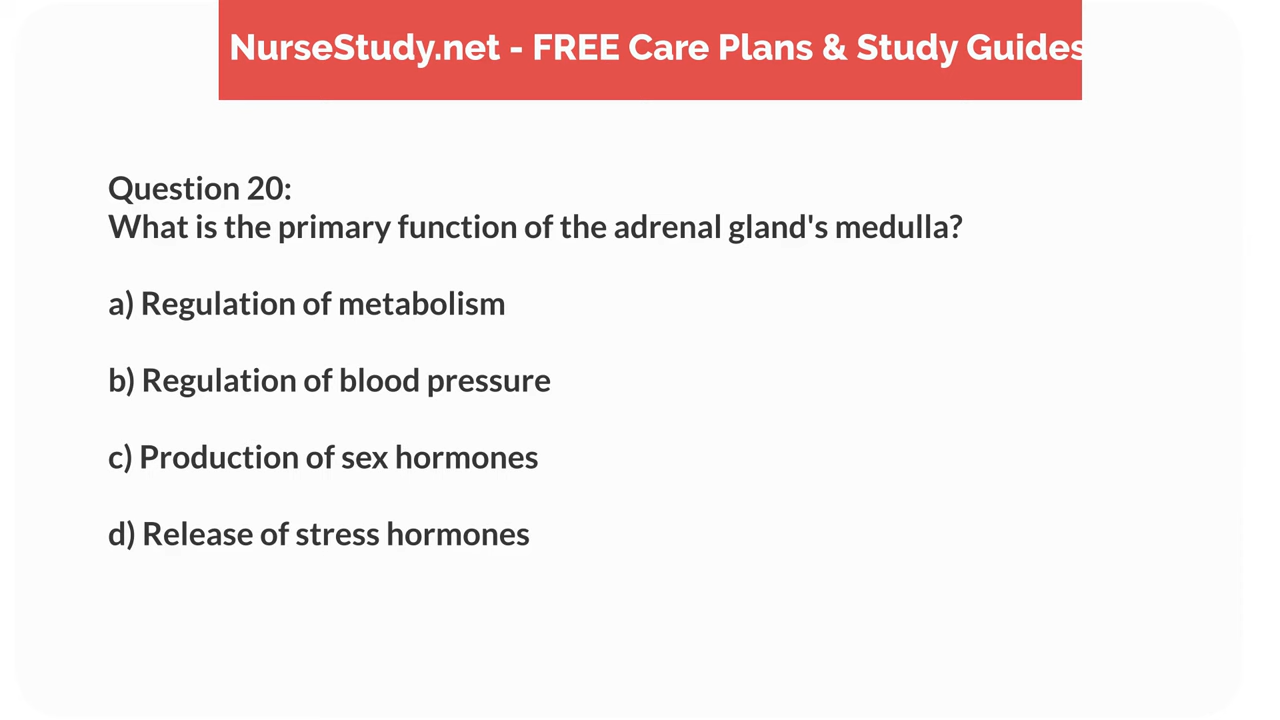 NurseStudy.net - FREE Care Plans & Study Guides
Question 20:
What is the primary function of the adrenal gland's medulla?
a) Regulation of metabolism
b) Regulation of blood pressure
c) Production of sex hormones
d) Release of stress hormones